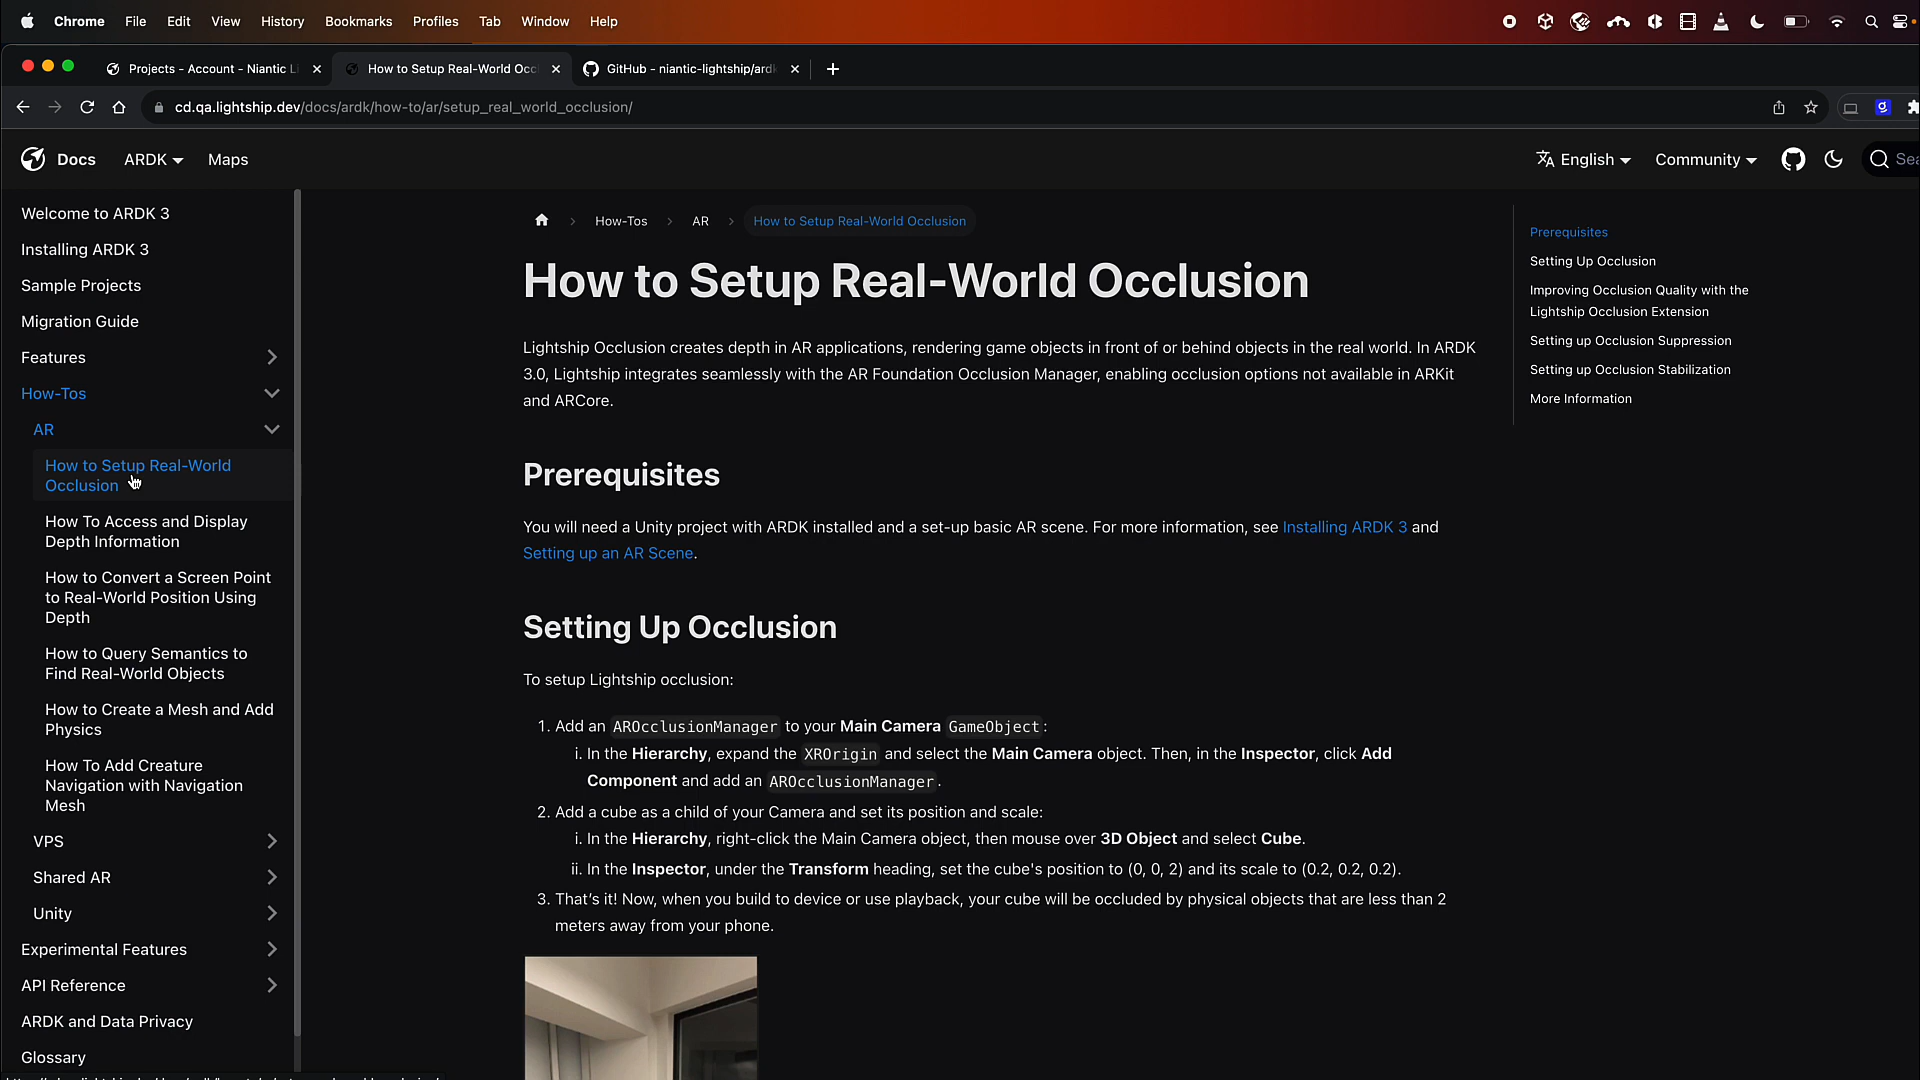 Chrome File Edit View History Bookmarks Profiles Tab Window Help
Projects - Account - Niantic Li
How to Setup Real-World Occ
GitHub - niantic-lightship/ard
cd.qa.lightship.dev/docs/ardk/how-to/ar/setup_real_world_occlusion/
Docs ARDK Maps
English Community
Welcome to ARDK 3
Installing ARDK 3
Sample Projects
Migration Guide
Features
How-Tos
AR
How to Setup Real-World
Occlusion
How To Access and Display
Depth Information
How to Convert a Screen Point
to Real-World Position Using
Depth
How to Query Semantics to
Find Real-World Objects
How to Create a Mesh and Add
Physics
How To Add Creature
Navigation with Navigation
Mesh
VPS
Shared AR
Unity
Experimental Features
API Reference
ARDK and Data Privacy
Glossary
How-Tos > AR > How to Setup Real-World Occlusion
How to Setup Real-World Occlusion
Lightship Occlusion creates depth in AR applications, rendering game objects in front of or behind objects in the real world. In ARDK
3.0, Lightship integrates seamlessly with the AR Foundation Occlusion Manager, enabling occlusion options not available in ARKit
and ARCore.
Prerequisites
You will need a Unity project with ARDK installed and a set-up basic AR scene. For more information, see Installing ARDK 3 and
Setting up an AR Scene.
Setting Up Occlusion
To setup Lightship occlusion:
1. Add an AROcclusionManager to your Main Camera GameObject:
i. In the Hierarchy, expand the XROrigin and select the Main Camera object. Then, in the Inspector, click Add
Component and add an AROcclusionManager.
2. Add a cube as a child of your Camera and set its position and scale:
i. In the Hierarchy, right-click the Main Camera object, then mouse over 3D Object and select Cube.
ii. In the Inspector, under the Transform heading, set the cube's position to (0, 0, 2) and its scale to (0.2, 0.2, 0.2).
3. That's it! Now, when you build to device or use playback, your cube will be occluded by physical objects that are less than 2
meters away from your phone.
Prerequisites
Setting Up Occlusion
Improving Occlusion Quality with the
Lightship Occlusion Extension
Setting up Occlusion Suppression
Setting up Occlusion Stabilization
More Information